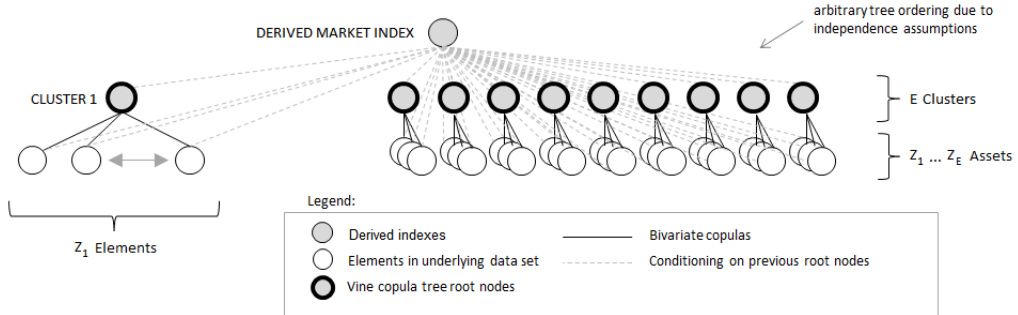 arbitrary tree ordering due to
independence assumptions
DERIVED MARKET INDEX
CLUSTER 1
E Clusters
Z1 ... ZE Assets
Z1 Elements
Legend:
Derived indexes
Bivariate copulas
Elements in underlying data set
Conditioning on previous root nodes
Vine copula tree root nodes